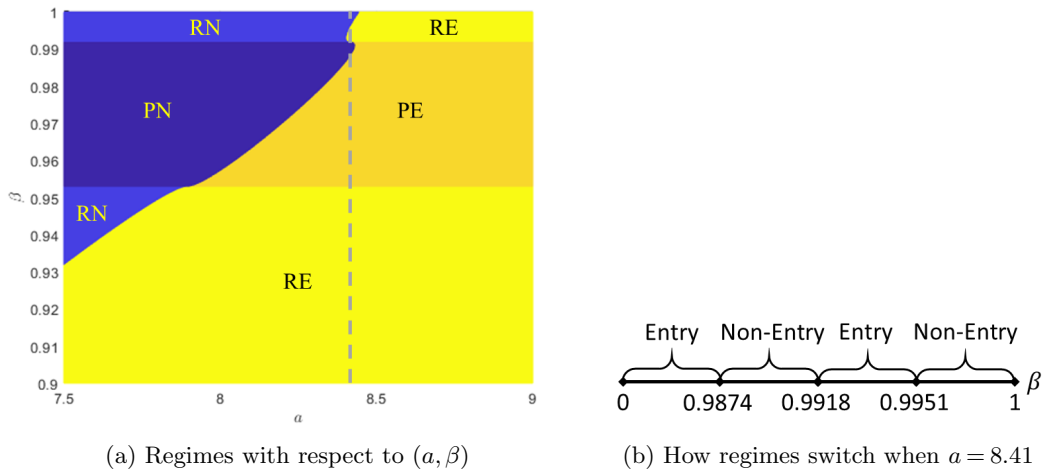 1
0.99
0.98
0.97
0.96
0.95
0.94
0.93
0.92
0.91
0.9
β
RN
RE
PN
PE
RN
RE
7.5 8 8.5 9
a
(a) Regimes with respect to (a, β)
Entry Non-Entry Entry Non-Entry
β
0 0.9874 0.9918 0.9951 1
(b) How regimes switch when a = 8.41